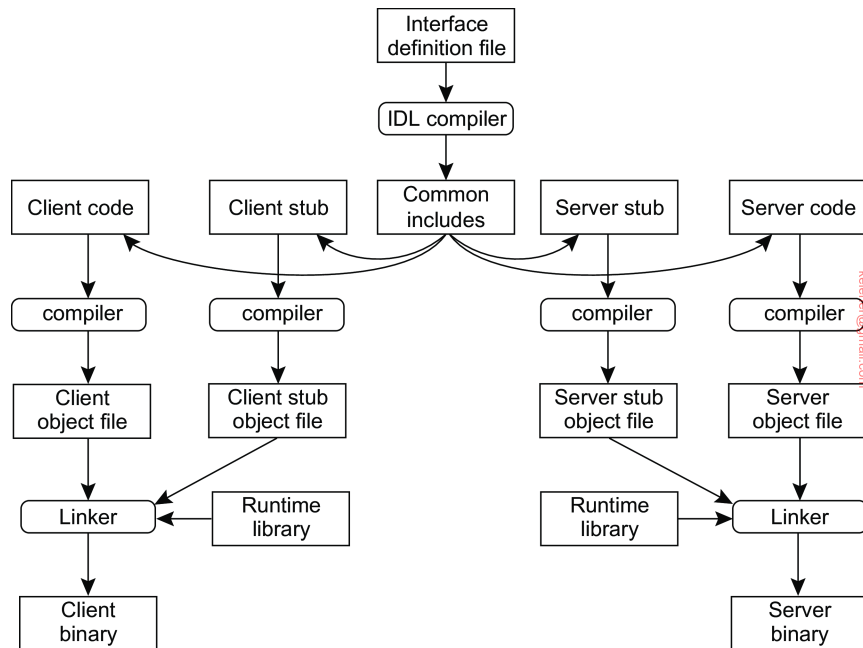 Interface
definition file
IDL compiler
Client code
Client stub
Common
includes
Server stub
Server code
compiler
compiler
compiler
compiler
Client
object file
Client stub
object file
Server stub
object file
Server
object file
Linker
Runtime
library
Runtime
library
Linker
Client
binary
Server
binary